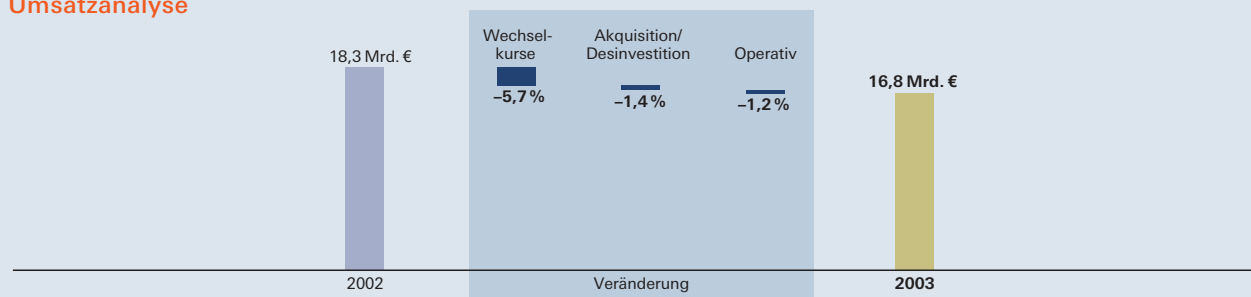 Umsatzanalyse
18,3 Mrd. €
Wechsel-
kurse
–5,7 %
Akquisition/
Desinvestition
–1,4 %
Operativ
–1,2 %
16,8 Mrd. €
2002
Veränderung
2003